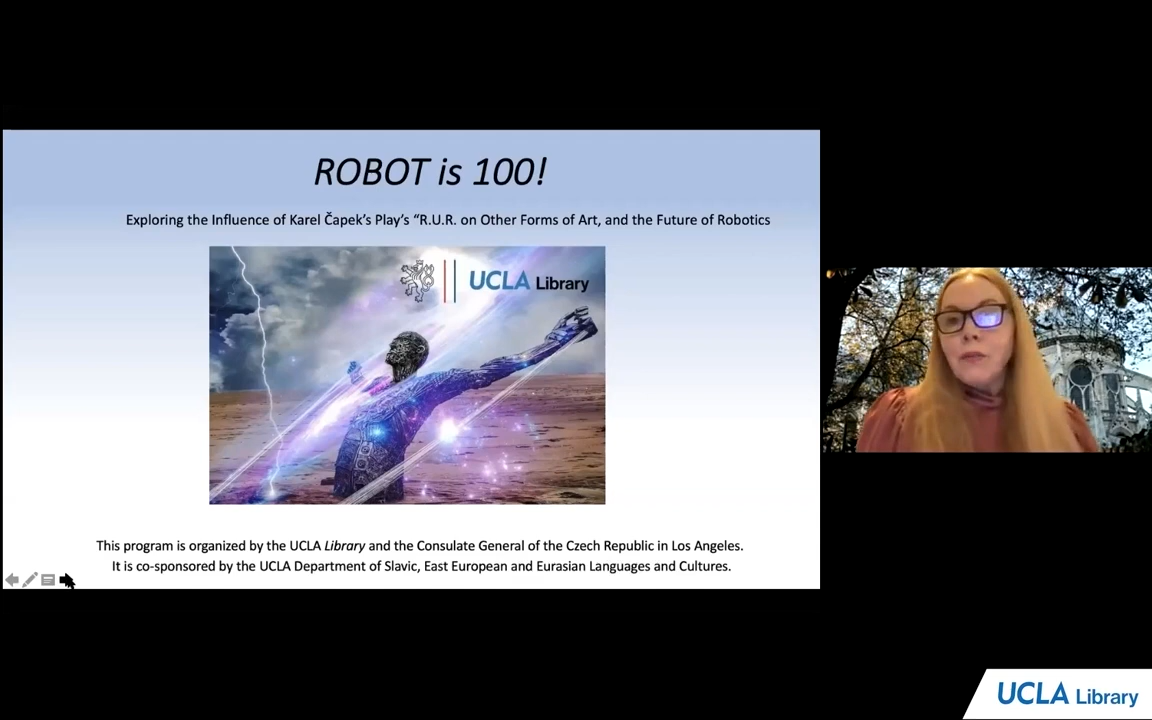 ROBOT is 100!
Exploring the Influence of Karel Čapek's Play's “R.U.R. on Other Forms of Art, and the Future of Robotics
UCLA Library
This program is organized by the UCLA Library and the Consulate General of the Czech Republic in Los Angeles.
It is co-sponsored by the UCLA Department of Slavic, East European and Eurasian Languages and Cultures.
UCLA Library